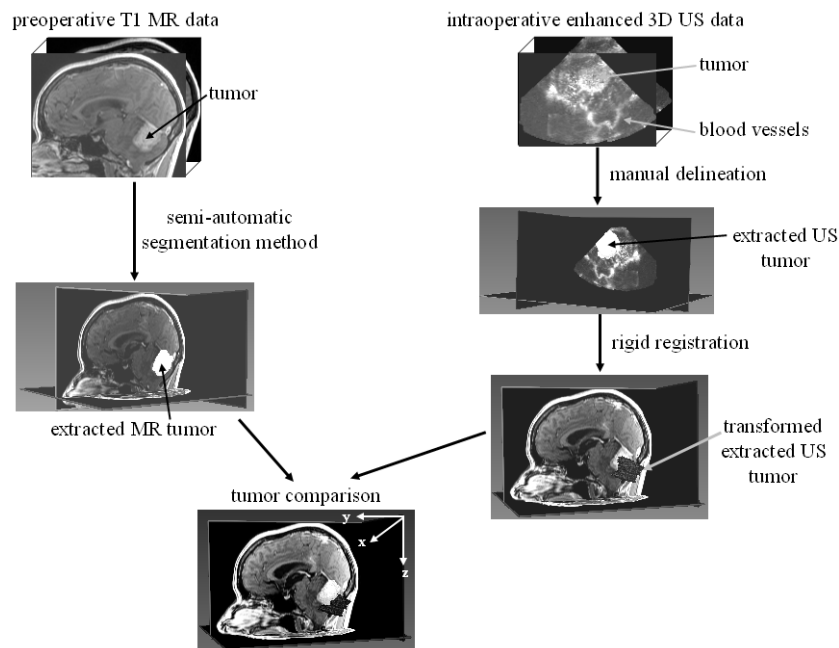 preoperative T1 MR data
tumor
semi-automatic
segmentation method
extracted MR tumor
intraoperative enhanced 3D US data
tumor
blood vessels
manual delineation
extracted US
tumor
rigid registration
transformed
extracted US
tumor
tumor comparison
y
x
z